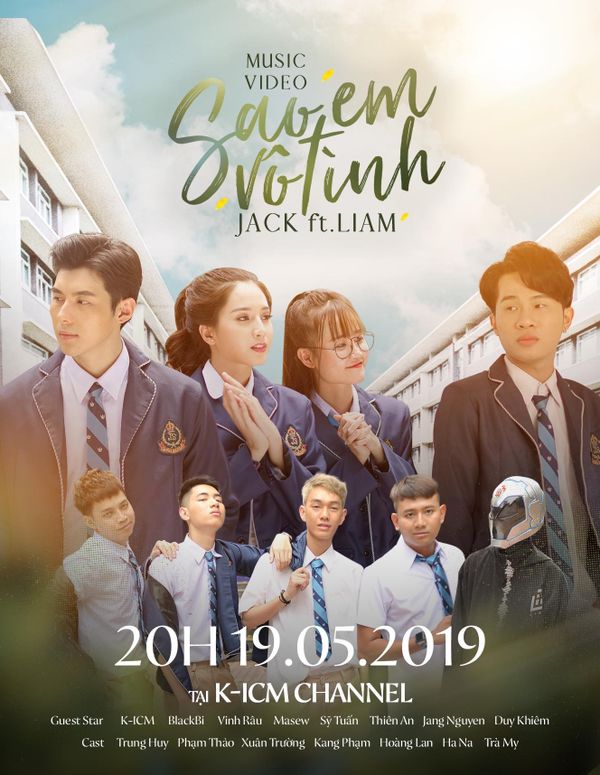 MUSIC
VIDEO
Sao em
vô tình
JACK ft. LIAM
20H 19.05.2019
TẠI K-ICM CHANNEL
Guest Star K-ICM BlackBi Vinh Râu Masew Sỹ Tuấn Thiên An Jang Nguyen Duy Khiêm
Cast Trung Huy Phạm Thảo Xuân Trường Kang Phạm Hoàng Lan Ha Na Trà My